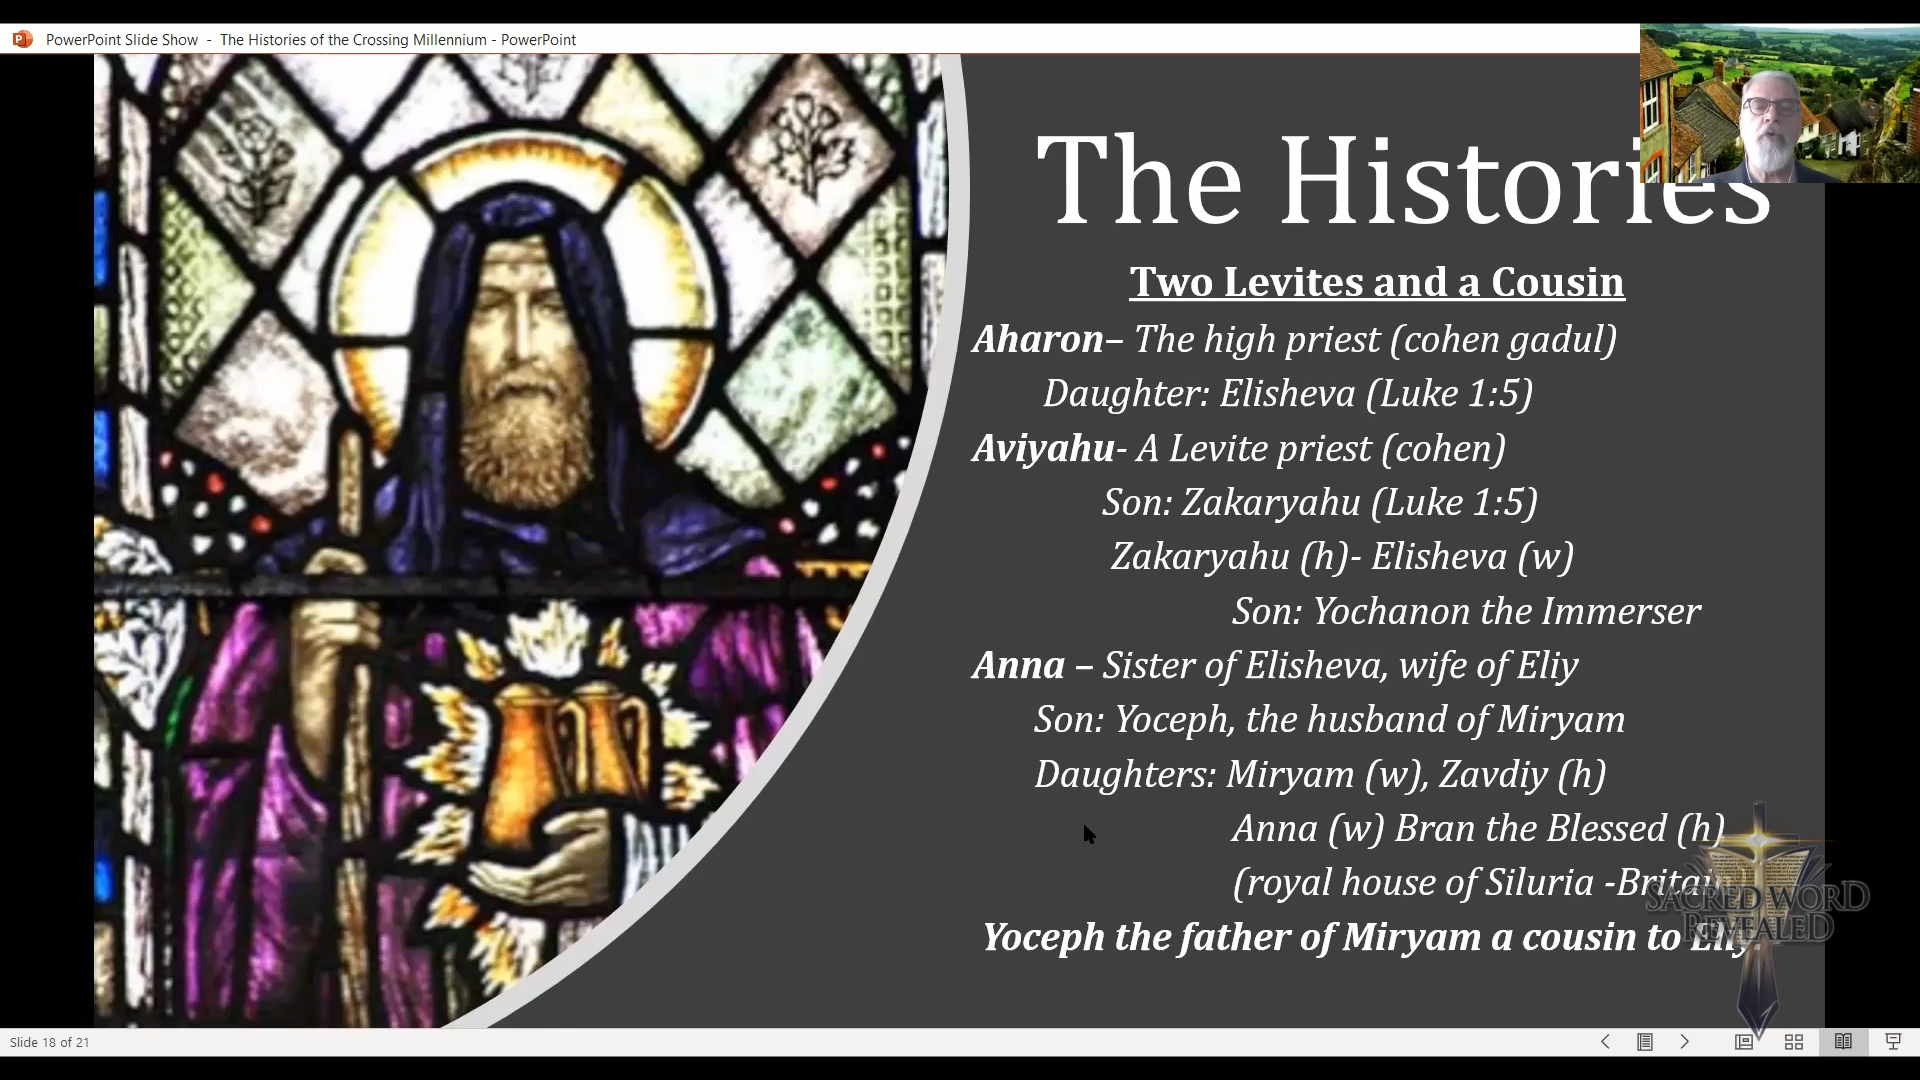 PowerPoint Slide Show - The Histories of the Crossing Millennium - PowerPoint
The Histories
Two Levites and a Cousin
Aharon– The high priest (cohen gadul)
Daughter: Elisheva (Luke 1:5)
Aviyahu- A Levite priest (cohen)
Son: Zakaryahu (Luke 1:5)
Zakaryahu (h)- Elisheva (w)
Son: Yochanon the Immerser
Anna – Sister of Elisheva, wife of Eliy
Son: Yoceph, the husband of Miryam
Daughters: Miryam (w), Zavdiy (h)
Anna (w) Bran the Blessed (h)
(royal house of Siluria -Britain
Yoceph the father of Miryam a cousin to Eliy
SACRED WORD
REVEALED
Slide 18 of 21